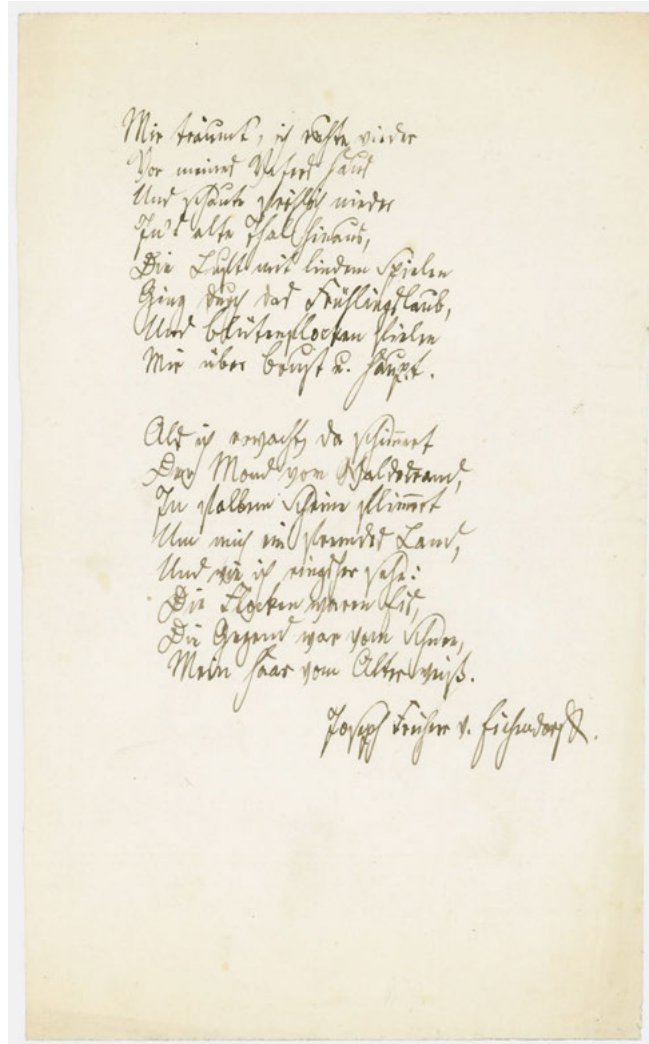 Mir träumt', ich ruhte wieder
Vor meines Vaters Haus
Und schaute fröhlich nieder
In's alte Thal hinaus,
Die Luft mit lindem Spielen
Ging durch das Frühlingslaub,
Und Blütenflocken fielen
Mir über Brust u. Haupt.
Als ich erwacht, da schimmert
Der Mond vom Waldesrand,
Im falben Scheine flimmert
Um mich ein fremdes Land,
Und wie ich ringsher sehe:
Die Flocken waren Eis,
Die Gegend war vom Schnee,
Mein Haar vom Alter weiß.
Joseph Freiherr v. Eichendorff.